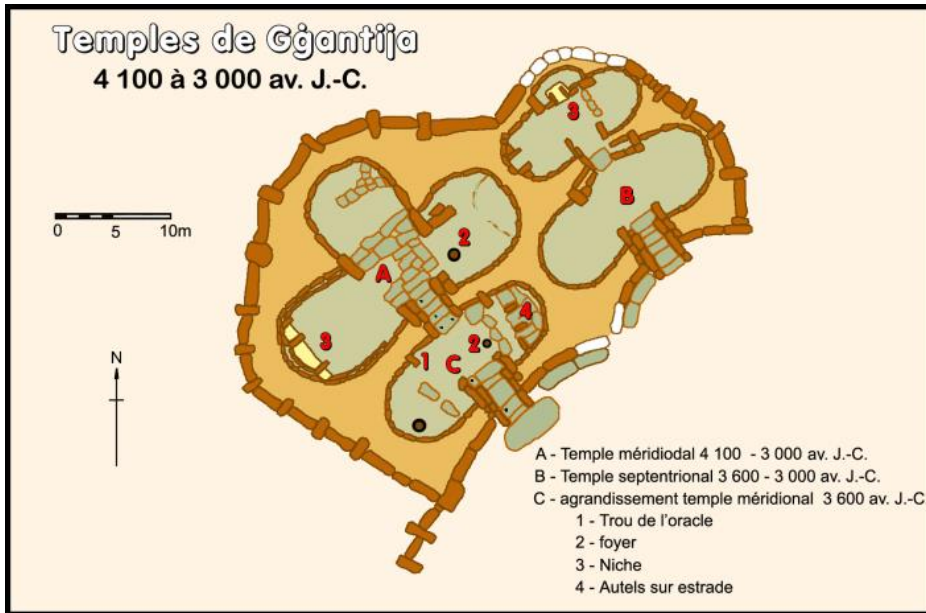 Temples de Ġgantija
4 100 à 3 000 av. J.-C.
3
B
2
A
4
3
1
2
C
0 5 10m
N
A - Temple méridiodal 4 100 - 3 000 av. J.-C.
B - Temple septentrional 3 600 - 3 000 av. J.-C.
C - agrandissement temple méridional 3 600 av. J.-C
1 - Trou de l'oracle
2 - foyer
3 - Niche
4 - Autels sur estrade